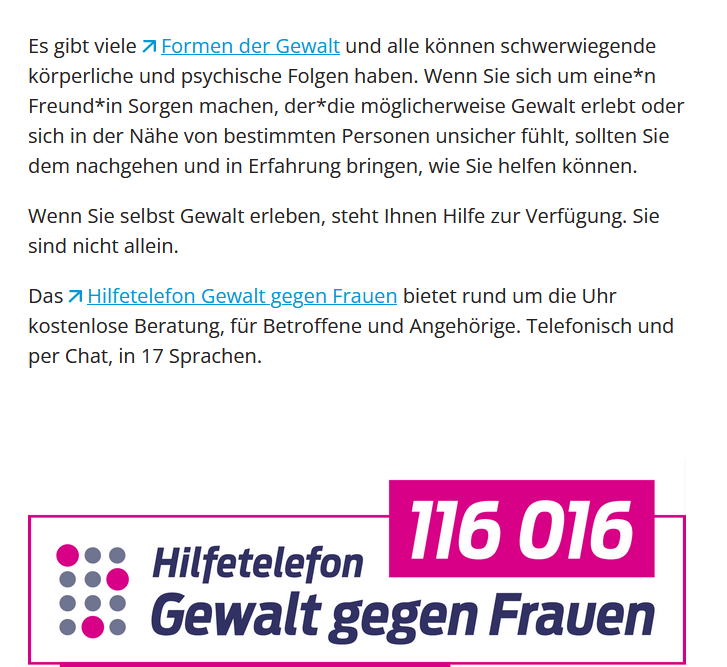 Es gibt viele Formen der Gewalt und alle können schwerwiegende
körperliche und psychische Folgen haben. Wenn Sie sich um eine*n
Freund*in Sorgen machen, der*die möglicherweise Gewalt erlebt oder
sich in der Nähe von bestimmten Personen unsicher fühlt, sollten Sie
dem nachgehen und in Erfahrung bringen, wie Sie helfen können.
Wenn Sie selbst Gewalt erleben, steht Ihnen Hilfe zur Verfügung. Sie
sind nicht allein.
Das Hilfetelefon Gewalt gegen Frauen bietet rund um die Uhr
kostenlose Beratung, für Betroffene und Angehörige. Telefonisch und
per Chat, in 17 Sprachen.
116 016
Hilfetelefon
Gewalt gegen Frauen